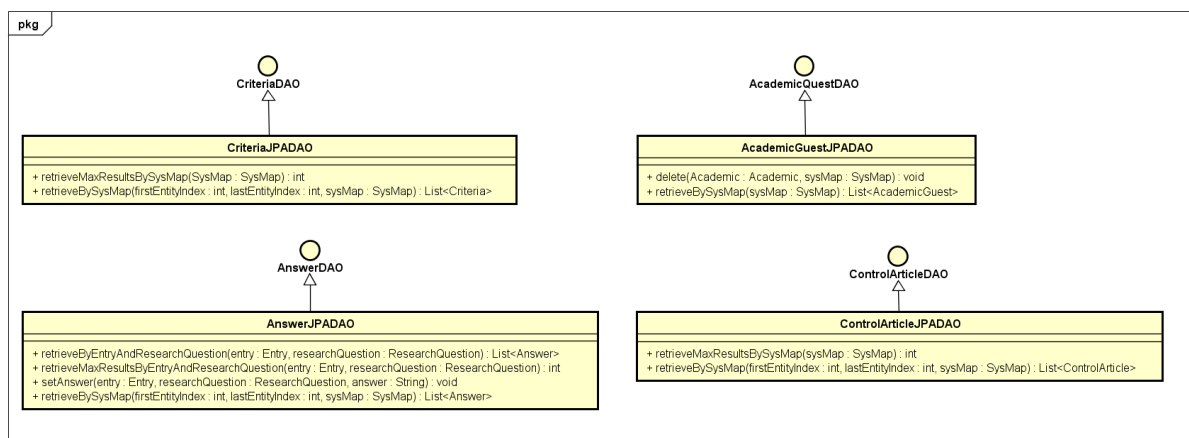 pkg
CriteriaDAO
CriteriaJPADAO
+ retrieveMaxResultsBySysMap(SysMap : SysMap) : int
+ retrieveBySysMap(firstEntityIndex : int, lastEntityIndex : int, sysMap : SysMap) : List<Criteria>
AcademicQuestDAO
AcademicGuestJPADAO
+ delete(Academic : Academic, sysMap : SysMap) : void
+ retrieveBySysMap(sysMap : SysMap) : List<AcademicGuest>
AnswerDAO
AnswerJPADAO
+ retrieveByEntryAndResearchQuestion(entry : Entry, researchQuestion : ResearchQuestion) : List<Answer>
+ retrieveMaxResultsByEntryAndResearchQuestion(entry : Entry, researchQuestion : ResearchQuestion) : int
+ setAnswer(entry : Entry, researchQuestion : ResearchQuestion, answer : String) : void
+ retrieveBySysMap(firstEntityIndex : int, lastEntityIndex : int, sysMap : SysMap) : List<Answer>
ControlArticleDAO
ControlArticleJPADAO
+ retrieveMaxResultsBySysMap(sysMap : SysMap) : int
+ retrieveBySysMap(firstEntityIndex : int, lastEntityIndex : int, sysMap : SysMap) : List<ControlArticle>